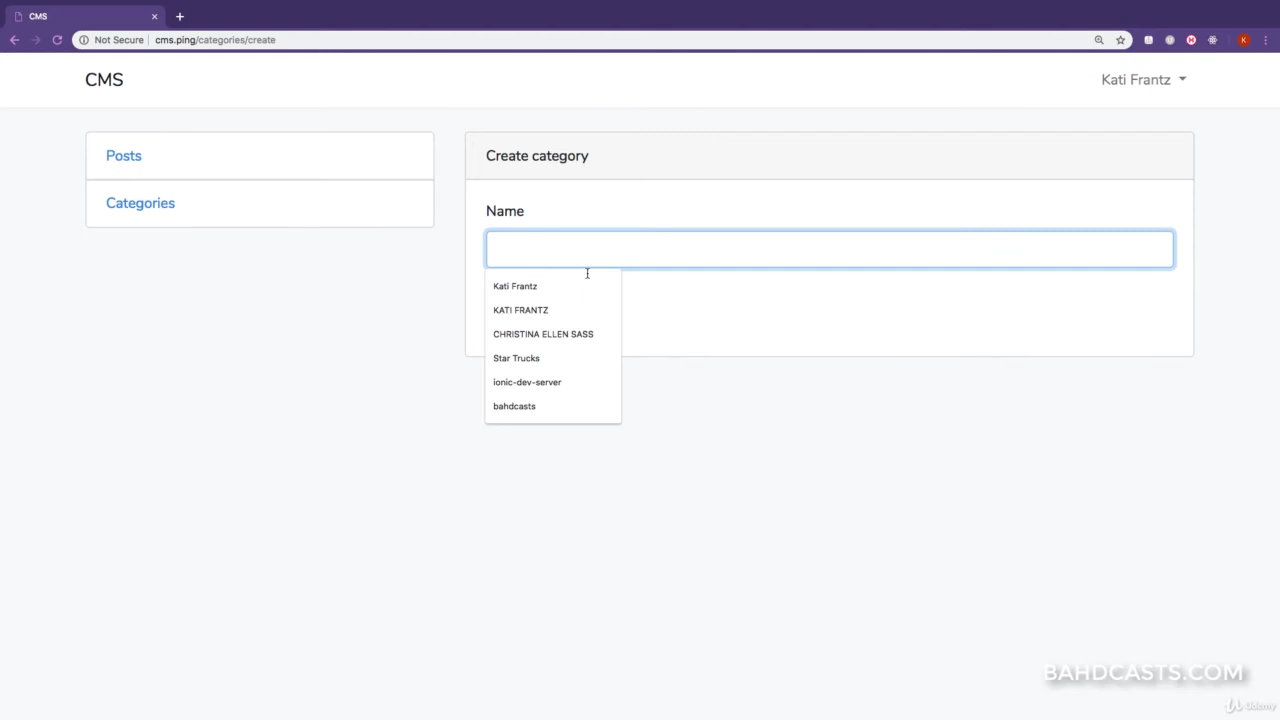 CMS
Not Secure
cms.ping/categories/create
K
CMS
Kati Frantz
Posts
Categories
Create category
Name
Kati Frantz
KATI FRANTZ
CHRISTINA ELLEN SASS
Star Trucks
ionic-dev-server
bahdcasts
BAHDCASTS.COM
Udemy